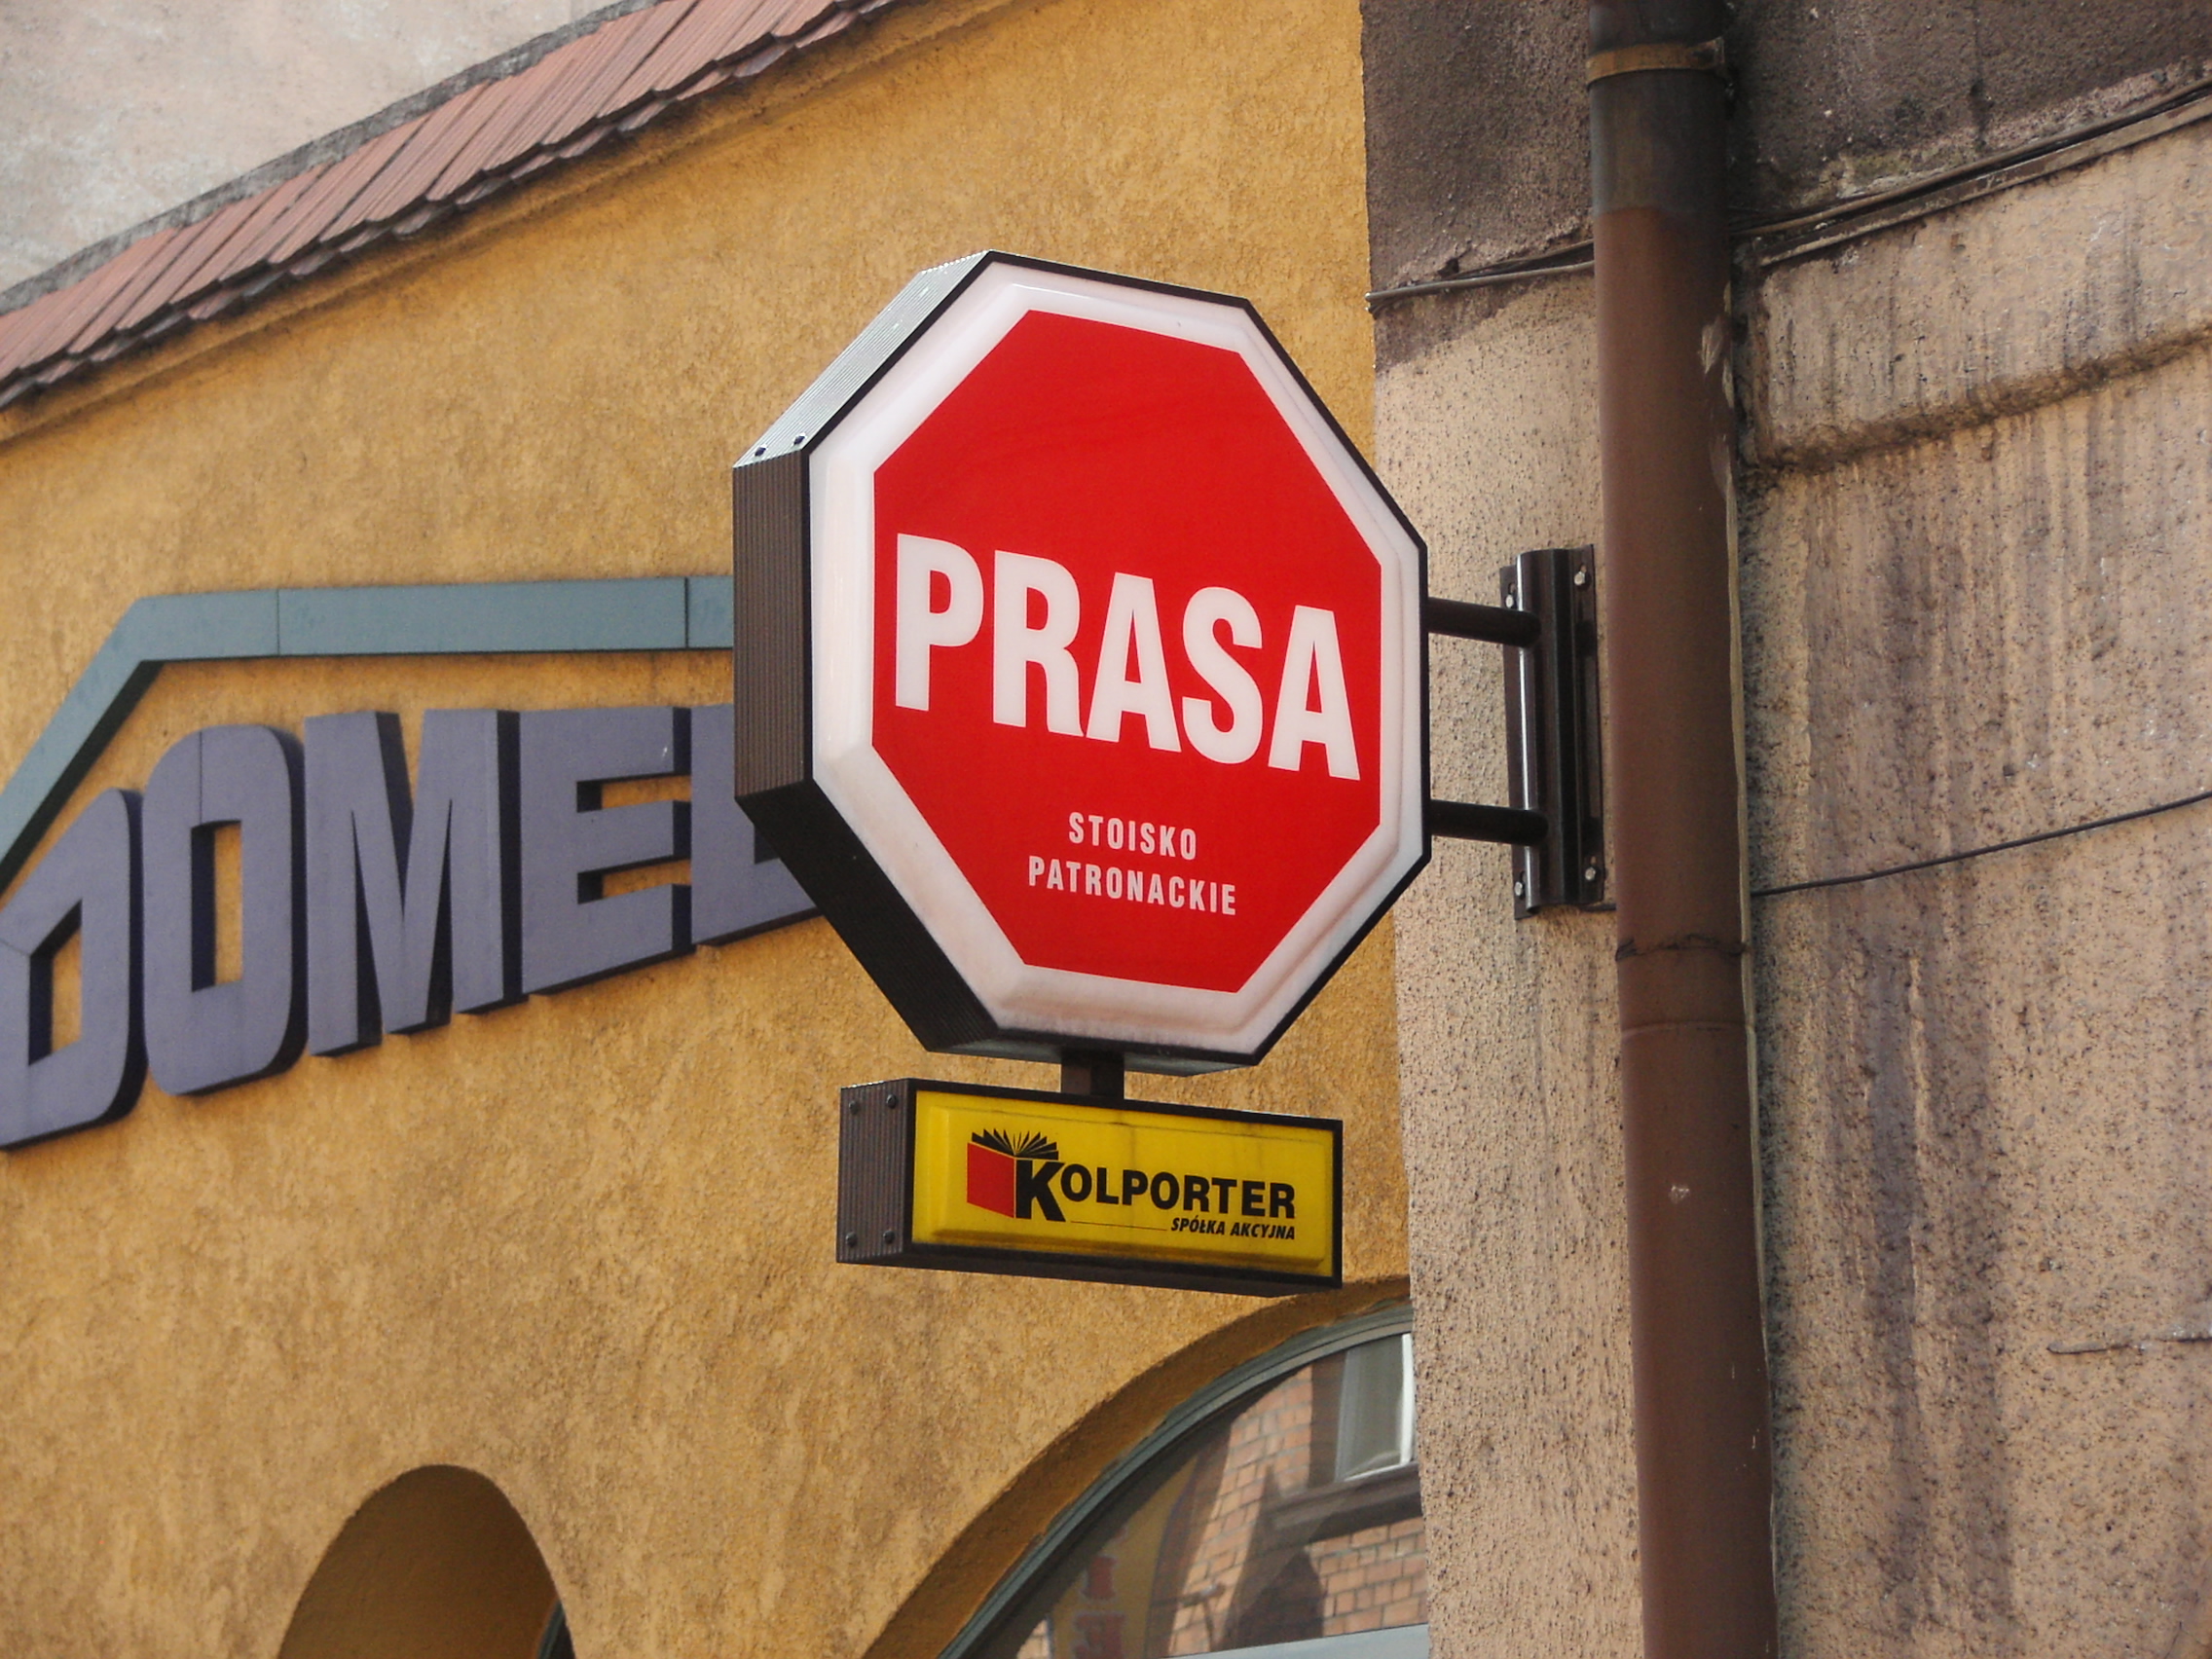 PRASA
STOISKO
PATRONACKIE
KOLPORTER
SPÓŁKA AKCYJNA